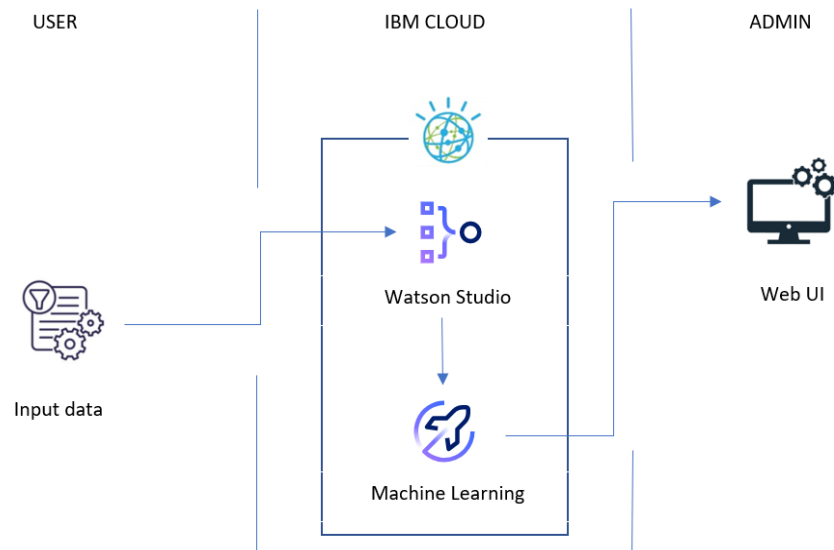 USER
IBM CLOUD
ADMIN
Watson Studio
Web UI
Input data
Machine Learning